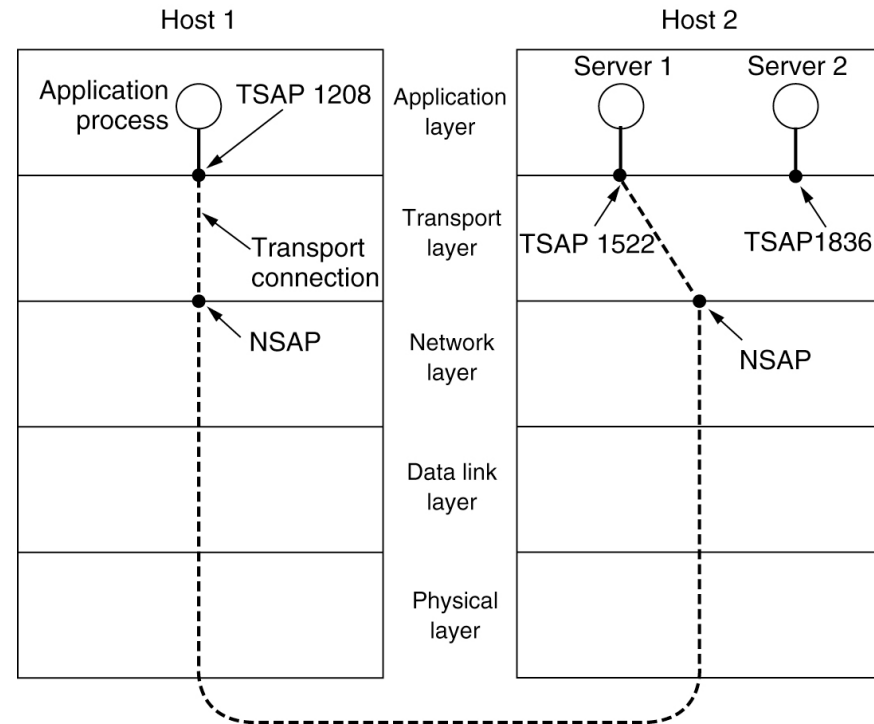 Host 1
Host 2
Application
process
TSAP 1208
Application
layer
Server 1
Server 2
Transport
connection
Transport
layer
TSAP 1522
TSAP1836
NSAP
Network
layer
NSAP
Data link
layer
Physical
layer